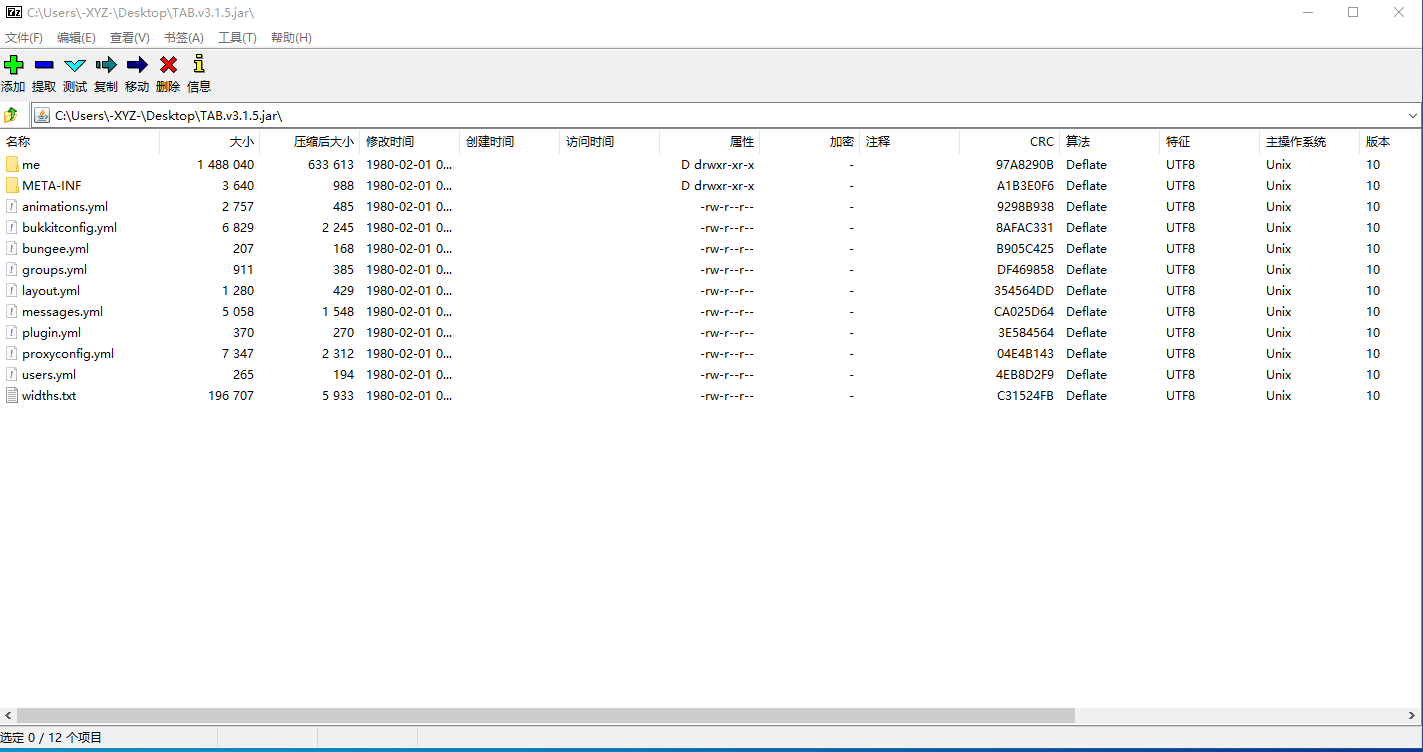 C:\Users\-XYZ-\Desktop\TAB.v3.1.5.jar\
文件(F) 编辑(E) 查看(V) 书签(A) 工具(T) 帮助(H)
添加 提取 测试 复制 移动 删除 信息
C:\Users\-XYZ-\Desktop\TAB.v3.1.5.jar\
名称 大小 压缩后大小 修改时间 创建时间 访问时间 属性 加密 注释 CRC 算法 特征 主操作系统 版本
me 1 488 040 633 613 1980-02-01 0... D drwxr-xr-x - 97A8290B Deflate UTF8 Unix 10
META-INF 3 640 988 1980-02-01 0... D drwxr-xr-x - A1B3E0F6 Deflate UTF8 Unix 10
animations.yml 2 757 485 1980-02-01 0... -rw-r--r-- - 9298B938 Deflate UTF8 Unix 10
bukkitconfig.yml 6 829 2 245 1980-02-01 0... -rw-r--r-- - 8AFAC331 Deflate UTF8 Unix 10
bungee.yml 207 168 1980-02-01 0... -rw-r--r-- - B905C425 Deflate UTF8 Unix 10
groups.yml 911 385 1980-02-01 0... -rw-r--r-- - DF469858 Deflate UTF8 Unix 10
layout.yml 1 280 429 1980-02-01 0... -rw-r--r-- - 354564DD Deflate UTF8 Unix 10
messages.yml 5 058 1 548 1980-02-01 0... -rw-r--r-- - CA025D64 Deflate UTF8 Unix 10
plugin.yml 370 270 1980-02-01 0... -rw-r--r-- - 3E584564 Deflate UTF8 Unix 10
proxyconfig.yml 7 347 2 312 1980-02-01 0... -rw-r--r-- - 04E4B143 Deflate UTF8 Unix 10
users.yml 265 194 1980-02-01 0... -rw-r--r-- - 4EB8D2F9 Deflate UTF8 Unix 10
widths.txt 196 707 5 933 1980-02-01 0... -rw-r--r-- - C31524FB Deflate UTF8 Unix 10
选定 0 / 12 个项目